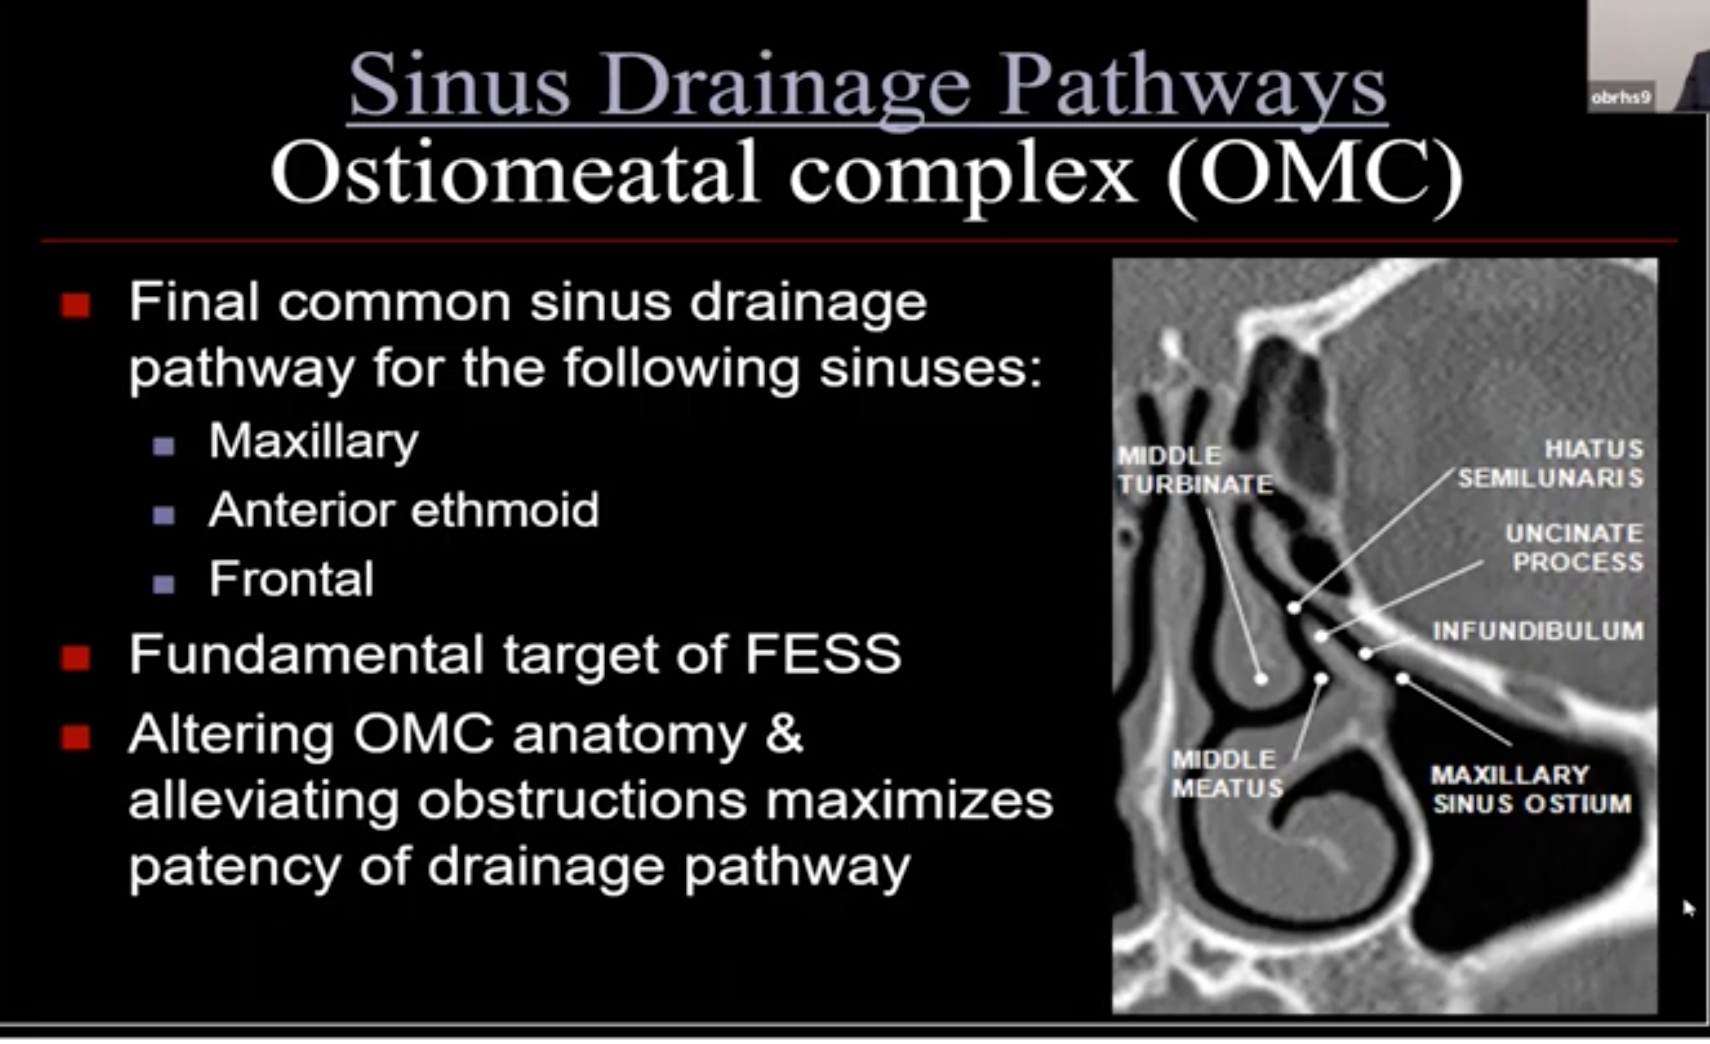 Sinus Drainage Pathways
Ostiomeatal complex (OMC)
obrhs9
Final common sinus drainage
pathway for the following sinuses:
Maxillary
Anterior ethmoid
Frontal
Fundamental target of FESS
Altering OMC anatomy &
alleviating obstructions maximizes
patency of drainage pathway
MIDDLE
TURBINATE
HIATUS
SEMILUNARIS
UNCINATE
PROCESS
INFUNDIBULUM
MIDDLE
MEATUS
MAXILLARY
SINUS OSTIUM